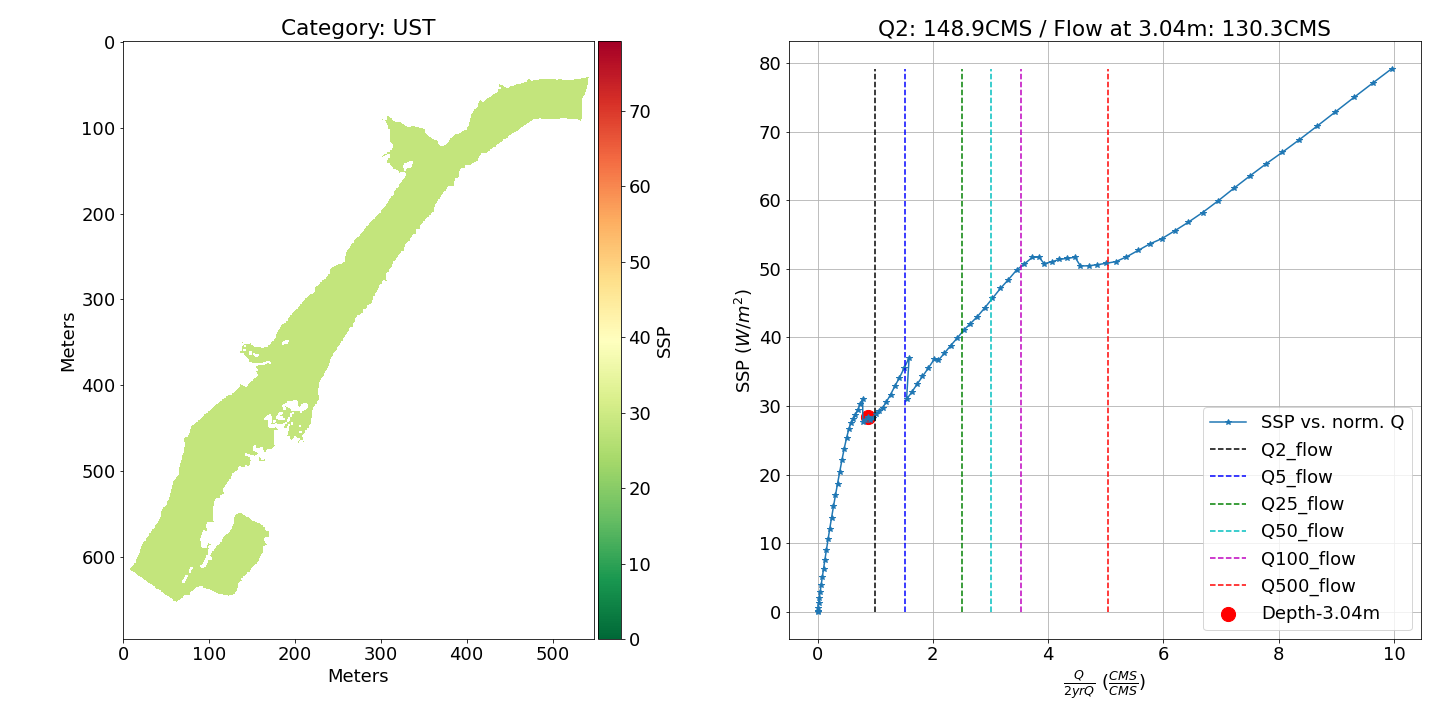 Category: UST
0
100
200
300
400
500
600
Meters
0
100
200
300
400
500
Meters
70
60
50
40
30
20
10
0
SSP
Q2: 148.9CMS / Flow at 3.04m: 130.3CMS
80
70
60
50
40
30
20
10
0
SSP (W/m²)
0
2
4
6
8
10
Q/2yrQ (CMS/CMS)
SSP vs. norm. Q
Q2_flow
Q5_flow
Q25_flow
Q50_flow
Q100_flow
Q500_flow
Depth-3.04m